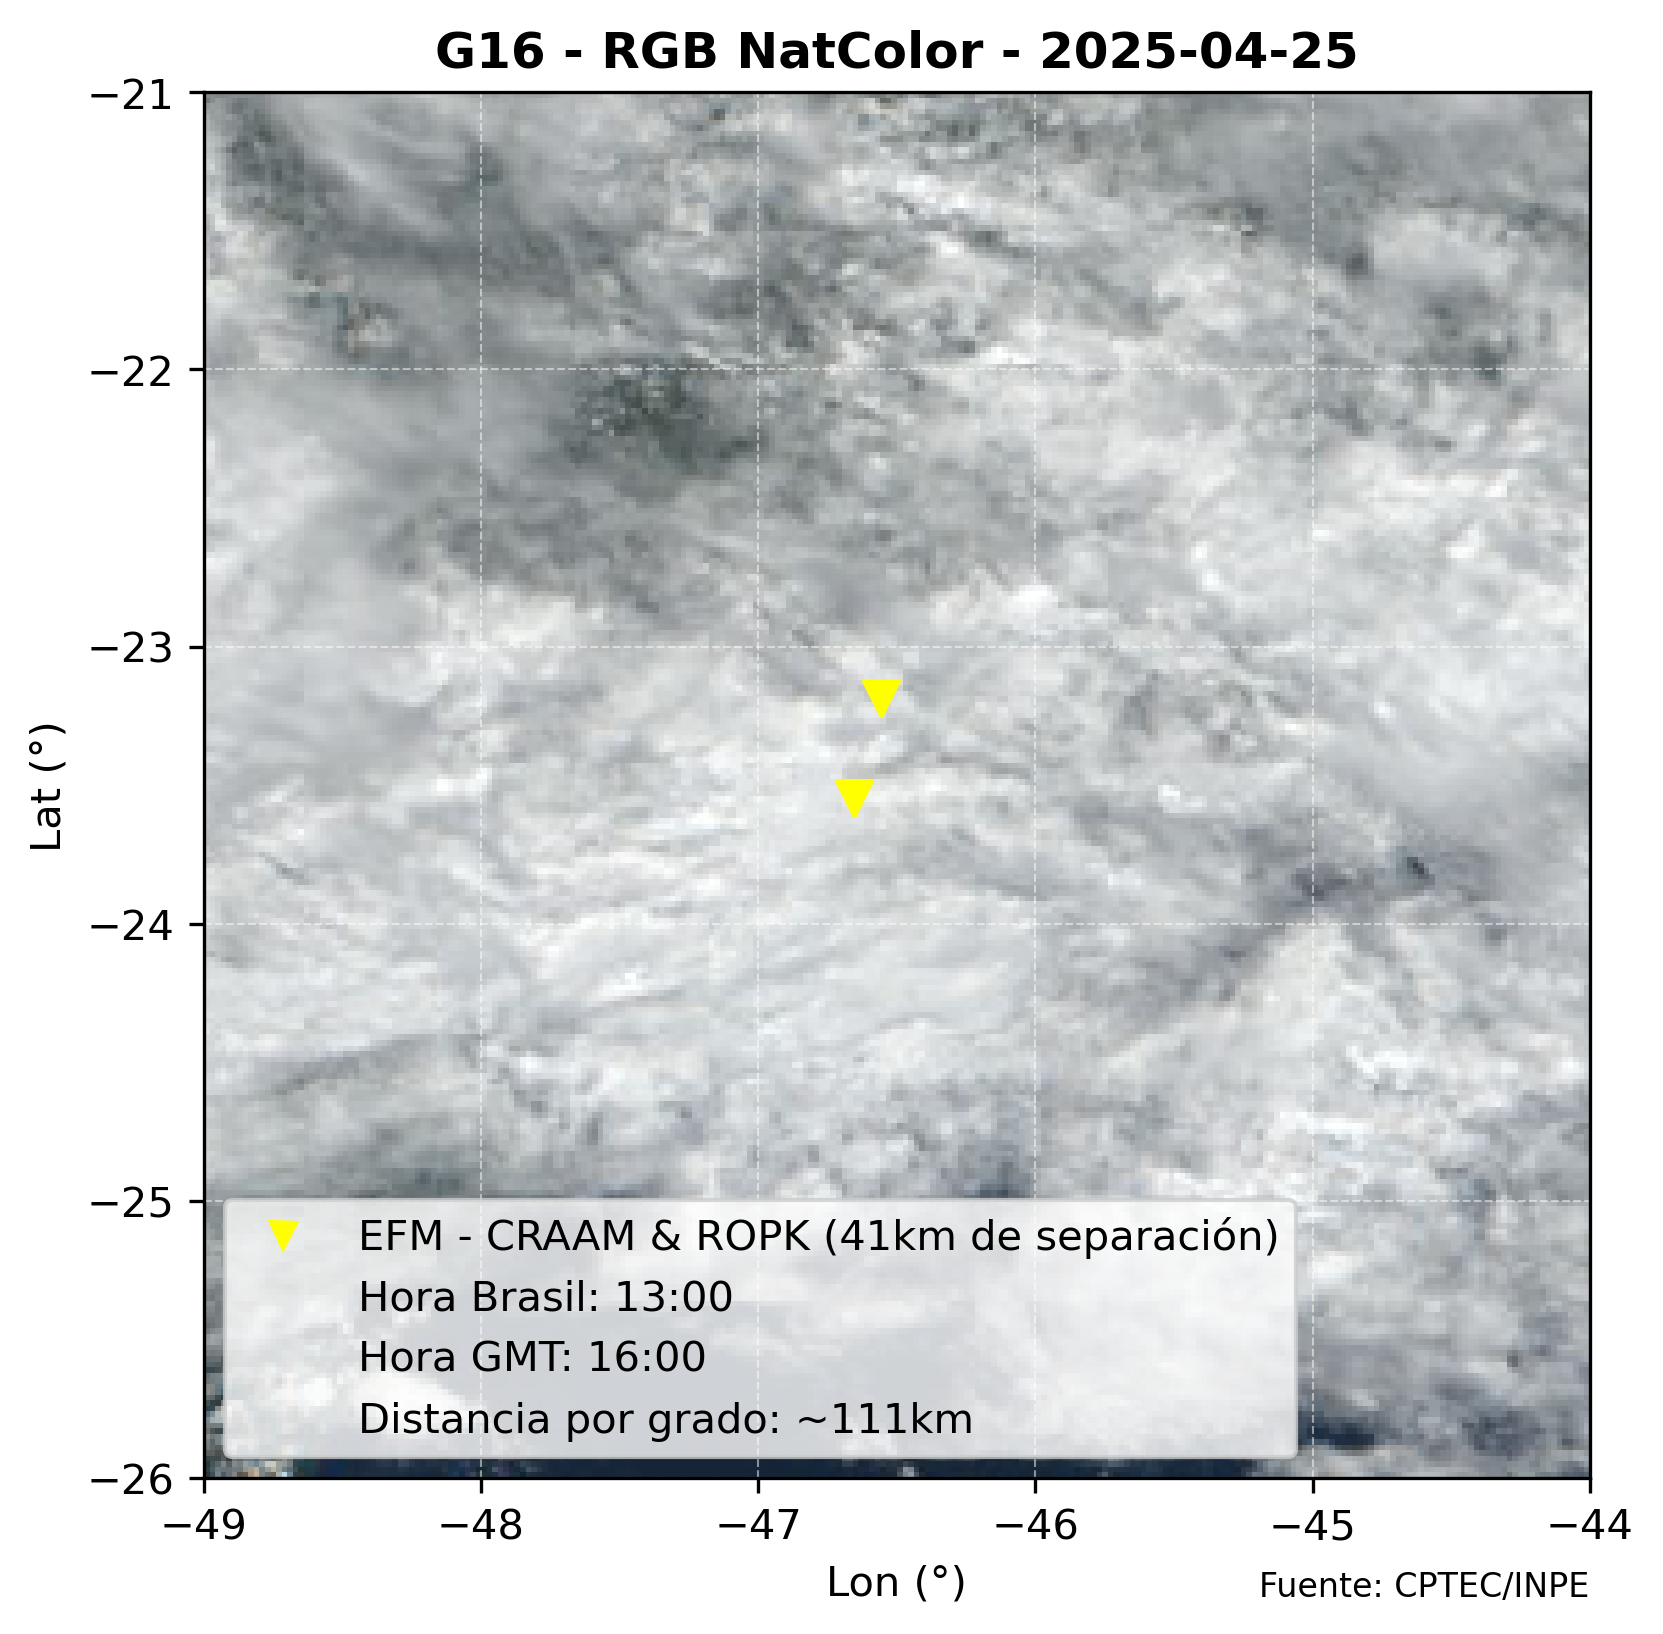 G16 - RGB NatColor - 2025-04-25
−21
−22
−23
−24
−25
−26
Lat (°)
EFM - CRAAM & ROPK (41km de separación)
Hora Brasil: 13:00
Hora GMT: 16:00
Distancia por grado: ~111km
−49 −48 −47 −46 −45 −44
Lon (°)
Fuente: CPTEC/INPE